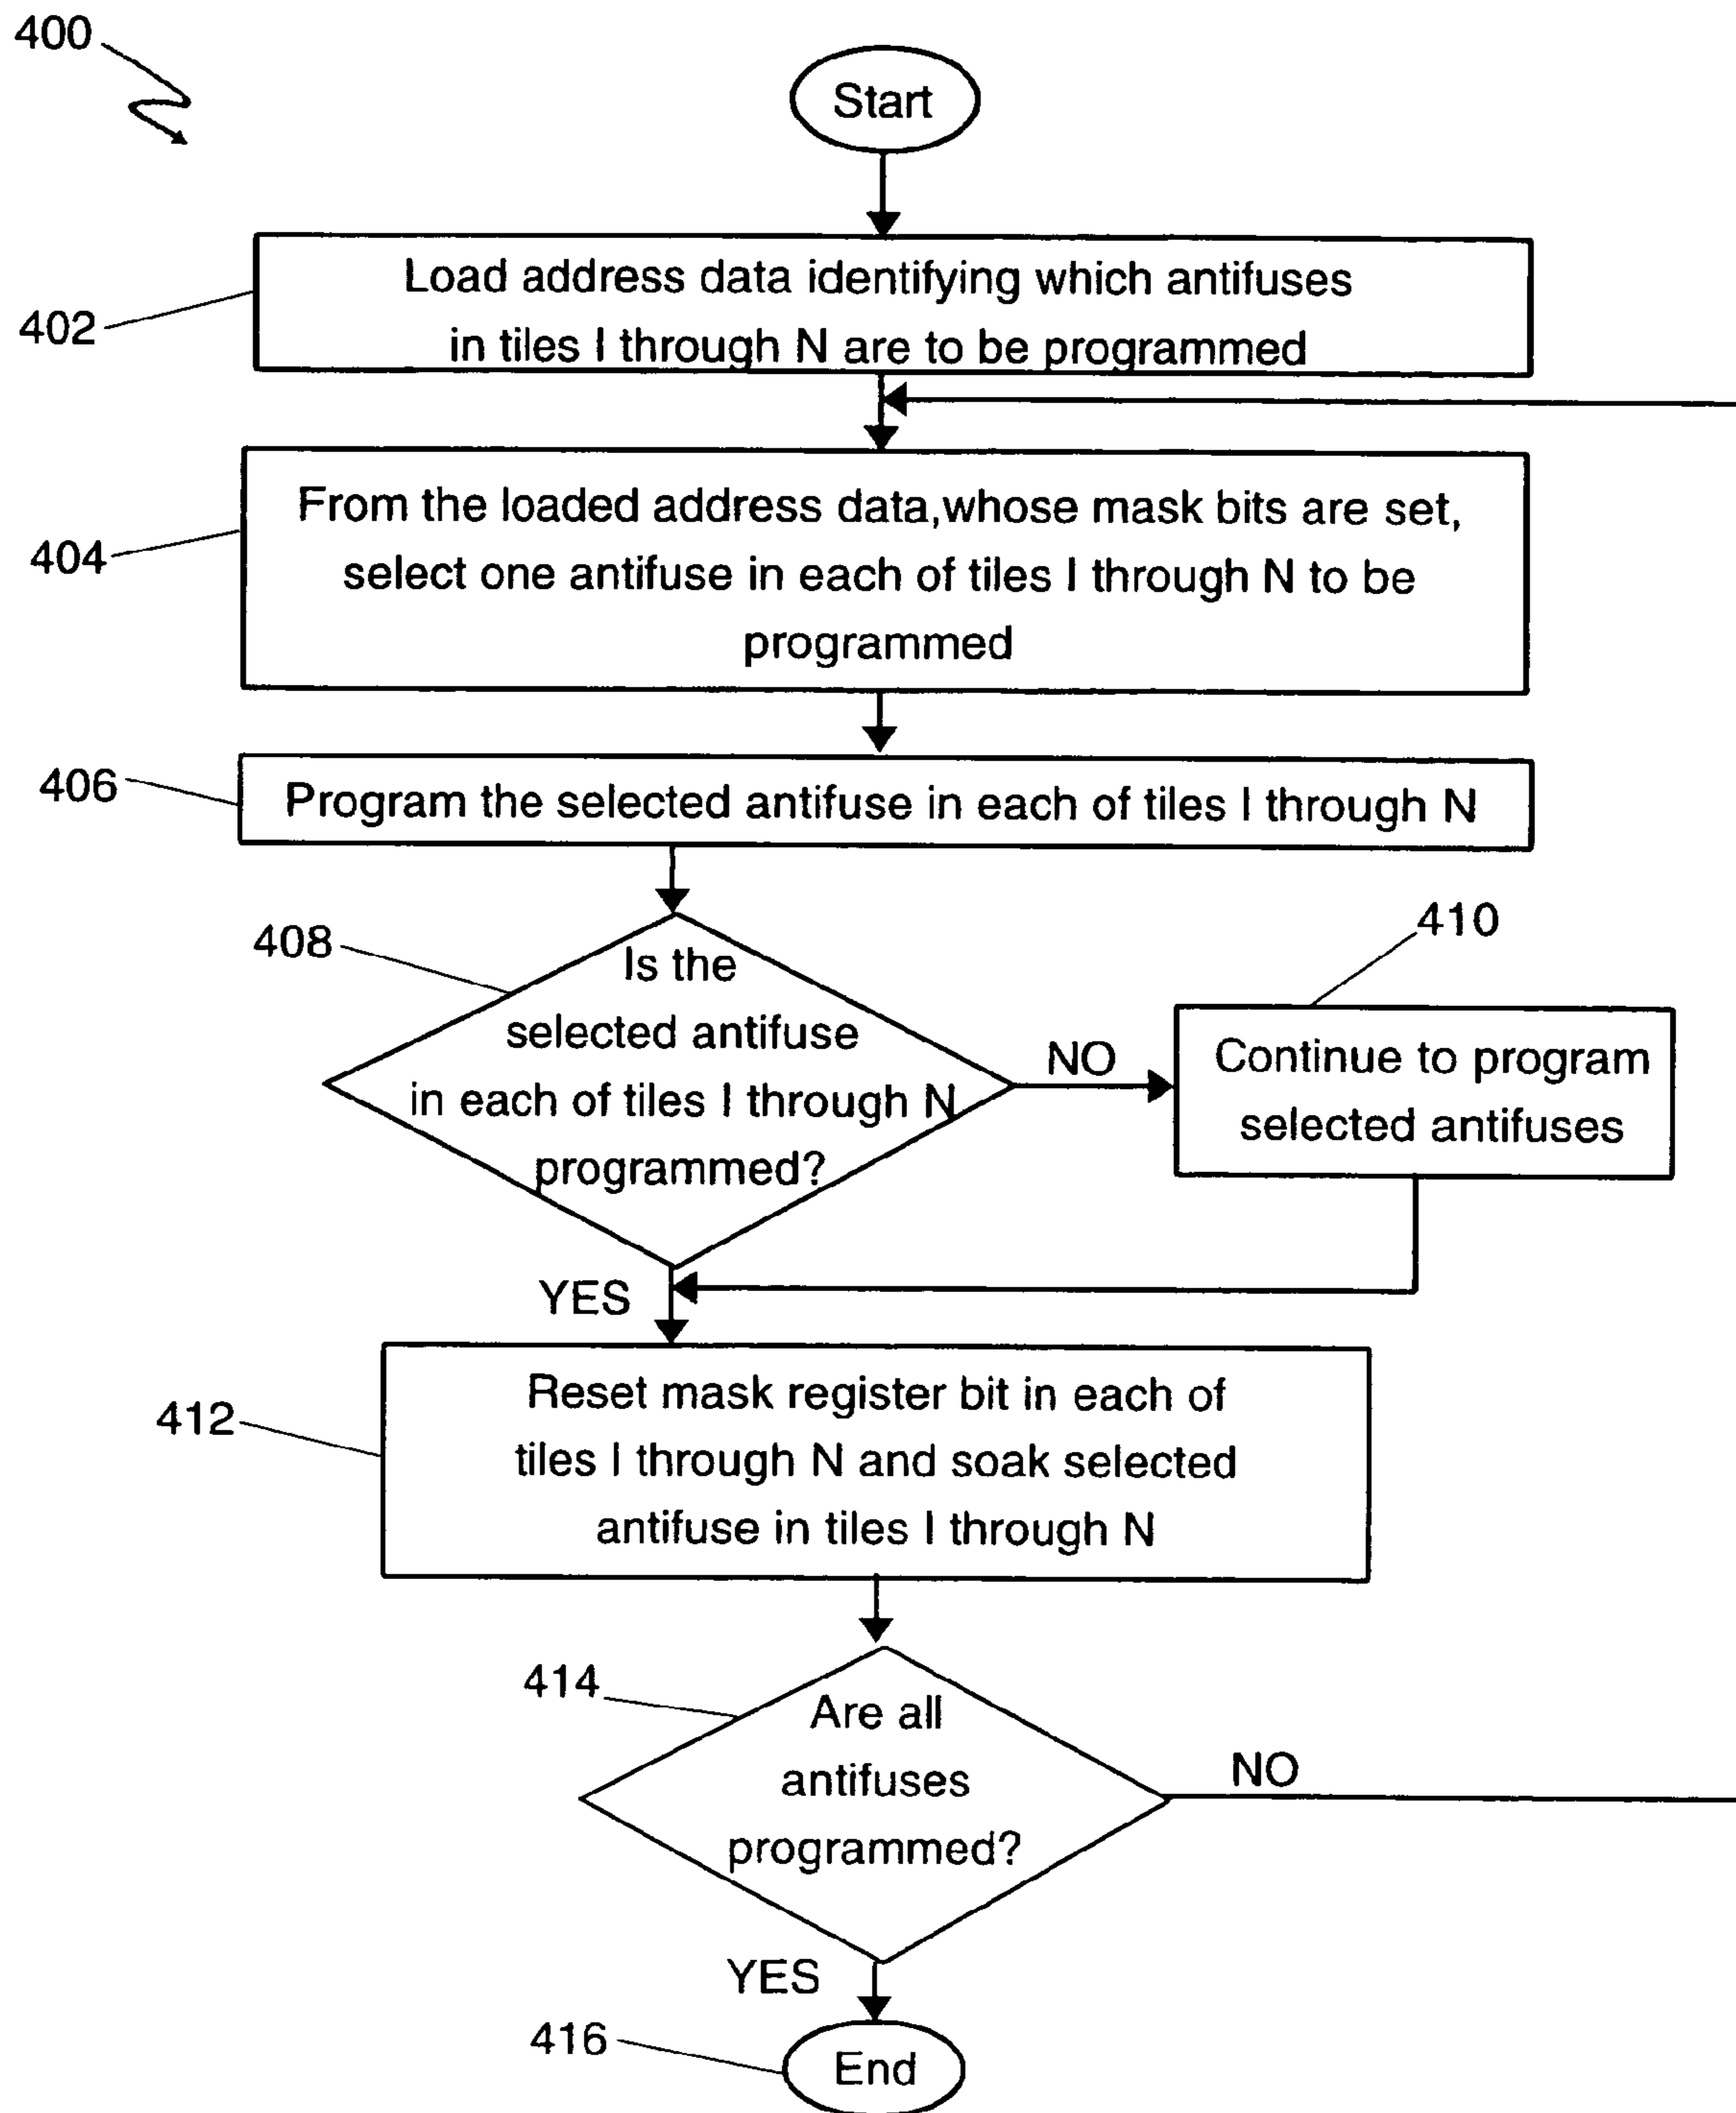 400
Start
Load address data identifying which antifuses
in tiles I through N are to be programmed
402
From the loaded address data,whose mask bits are set,
select one antifuse in each of tiles I through N to be
programmed
404
406
Program the selected antifuse in each of tiles I through N
408
Is the
selected antifuse
in each of tiles I through N
programmed?
NO
410
Continue to program
selected antifuses
YES
412
Reset mask register bit in each of
tiles I through N and soak selected
antifuse in tiles I through N
414
Are all
antifuses
programmed?
NO
YES
416
End